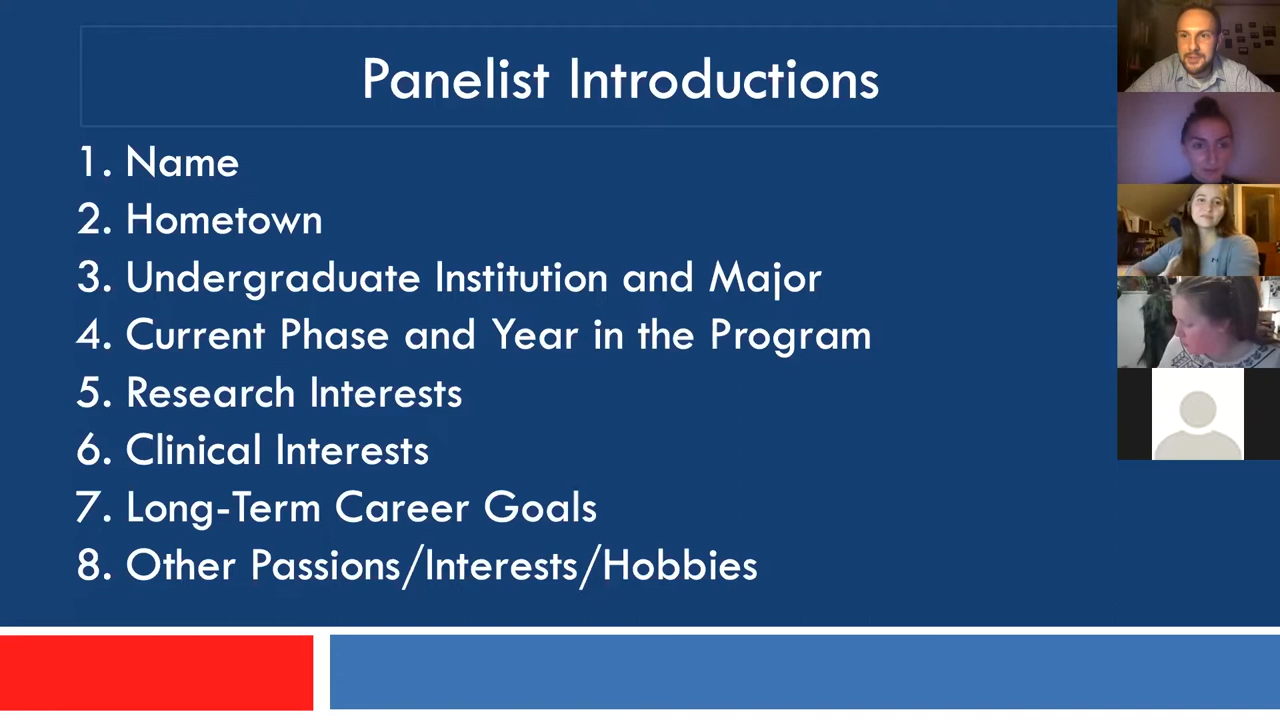 Panelist Introductions
1. Name
2. Hometown
3. Undergraduate Institution and Major
4. Current Phase and Year in the Program
5. Research Interests
6. Clinical Interests
7. Long-Term Career Goals
8. Other Passions/Interests/Hobbies